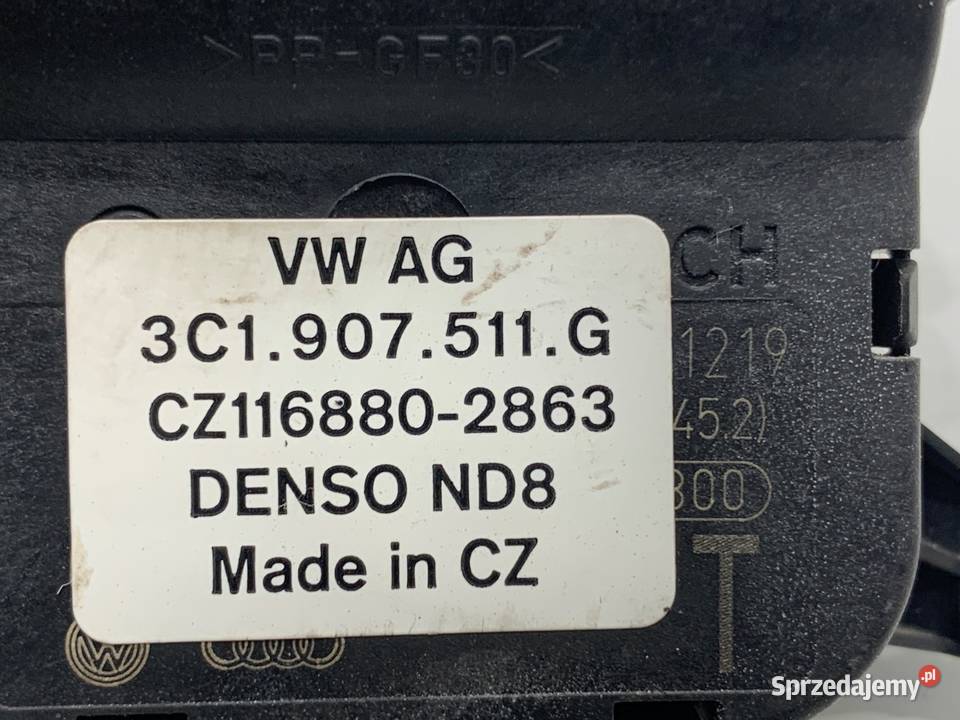 >PP-GF30<
VW AG
3C1.907.511.G
CZ116880-2863
DENSO ND8
Made in CZ
CH
1219
45.2)
300
T
Sprzedajemy.pl